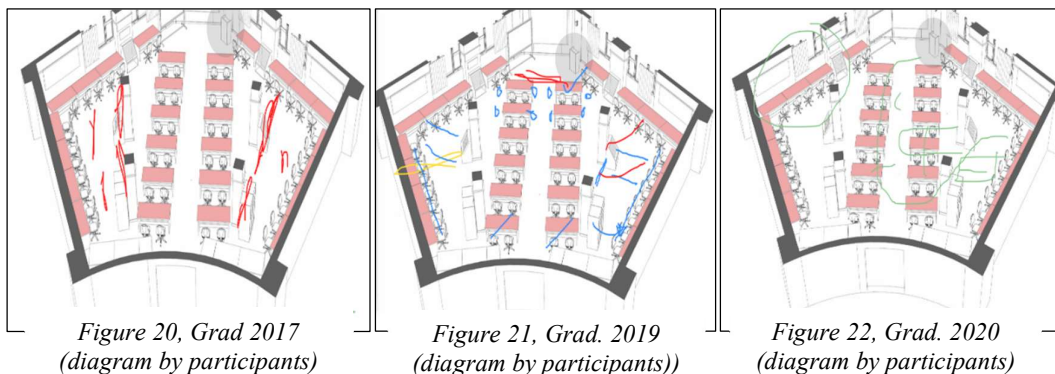 Figure 20, Grad 2017
(diagram by participants)
Figure 21, Grad. 2019
(diagram by participants))
Figure 22, Grad. 2020
(diagram by participants)